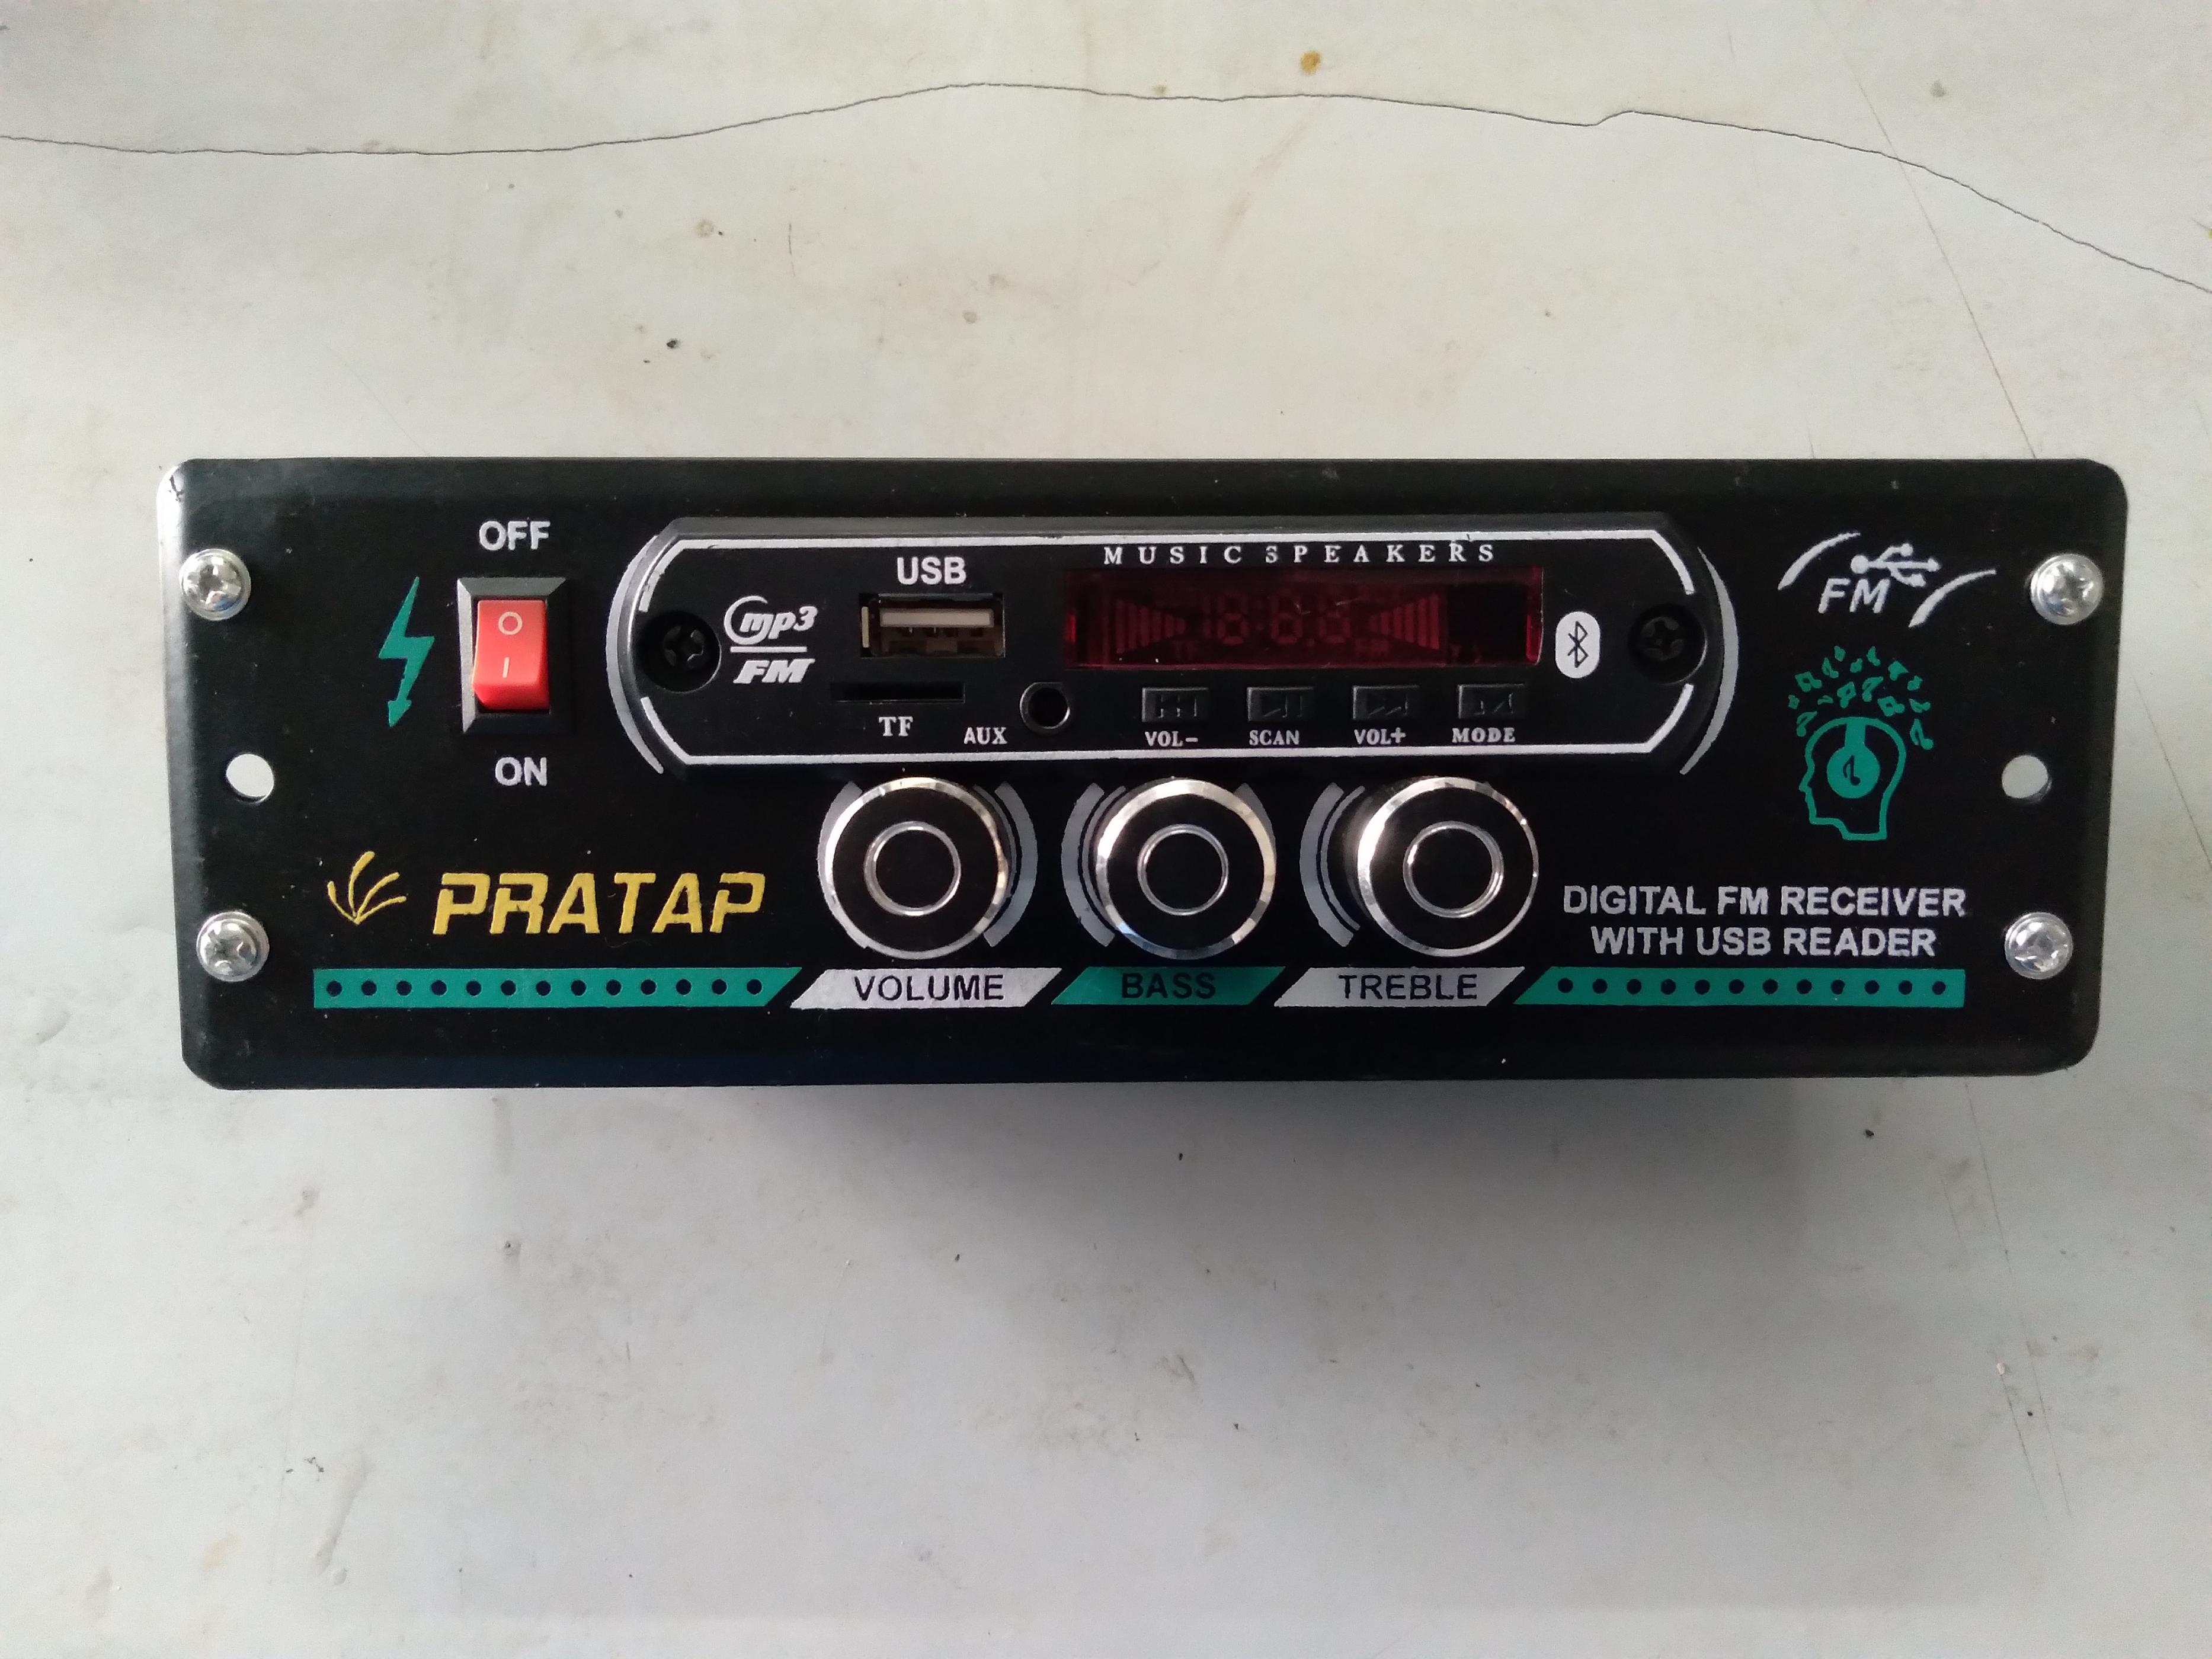 OFF
MUSIC SPEAKERS
USB
mp3
FM
FM
O
I
TF
AUX
VOL-
SCAN
VOL+
MODE
ON
PRATAP
DIGITAL FM RECEIVER
WITH USB READER
VOLUME
BASS
TREBLE